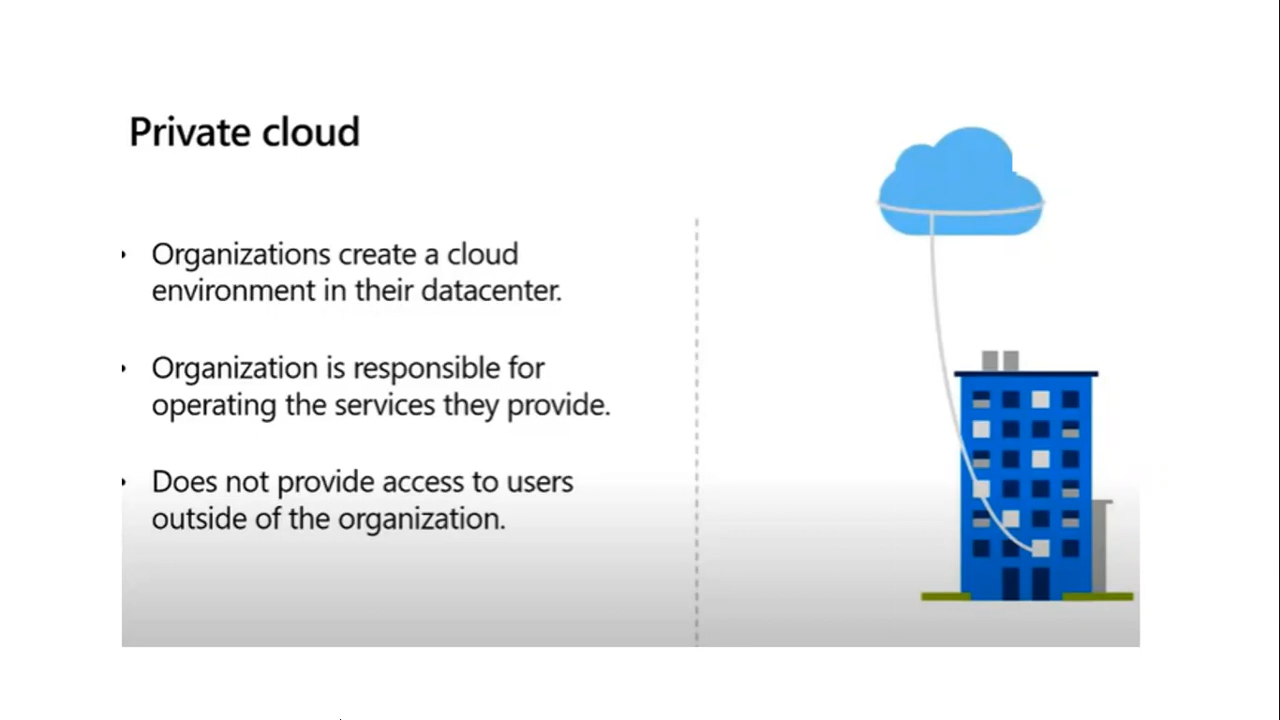 Private cloud
• Organizations create a cloud
environment in their datacenter.
• Organization is responsible for
operating the services they provide.
• Does not provide access to users
outside of the organization.